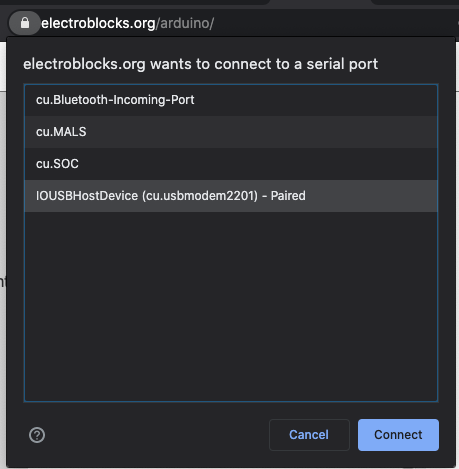 electroblocks.org/arduino/
electroblocks.org wants to connect to a serial port
cu.Bluetooth-Incoming-Port
cu.MALS
cu.SOC
IOUSBHostDevice (cu.usbmodem2201) - Paired
Cancel
Connect